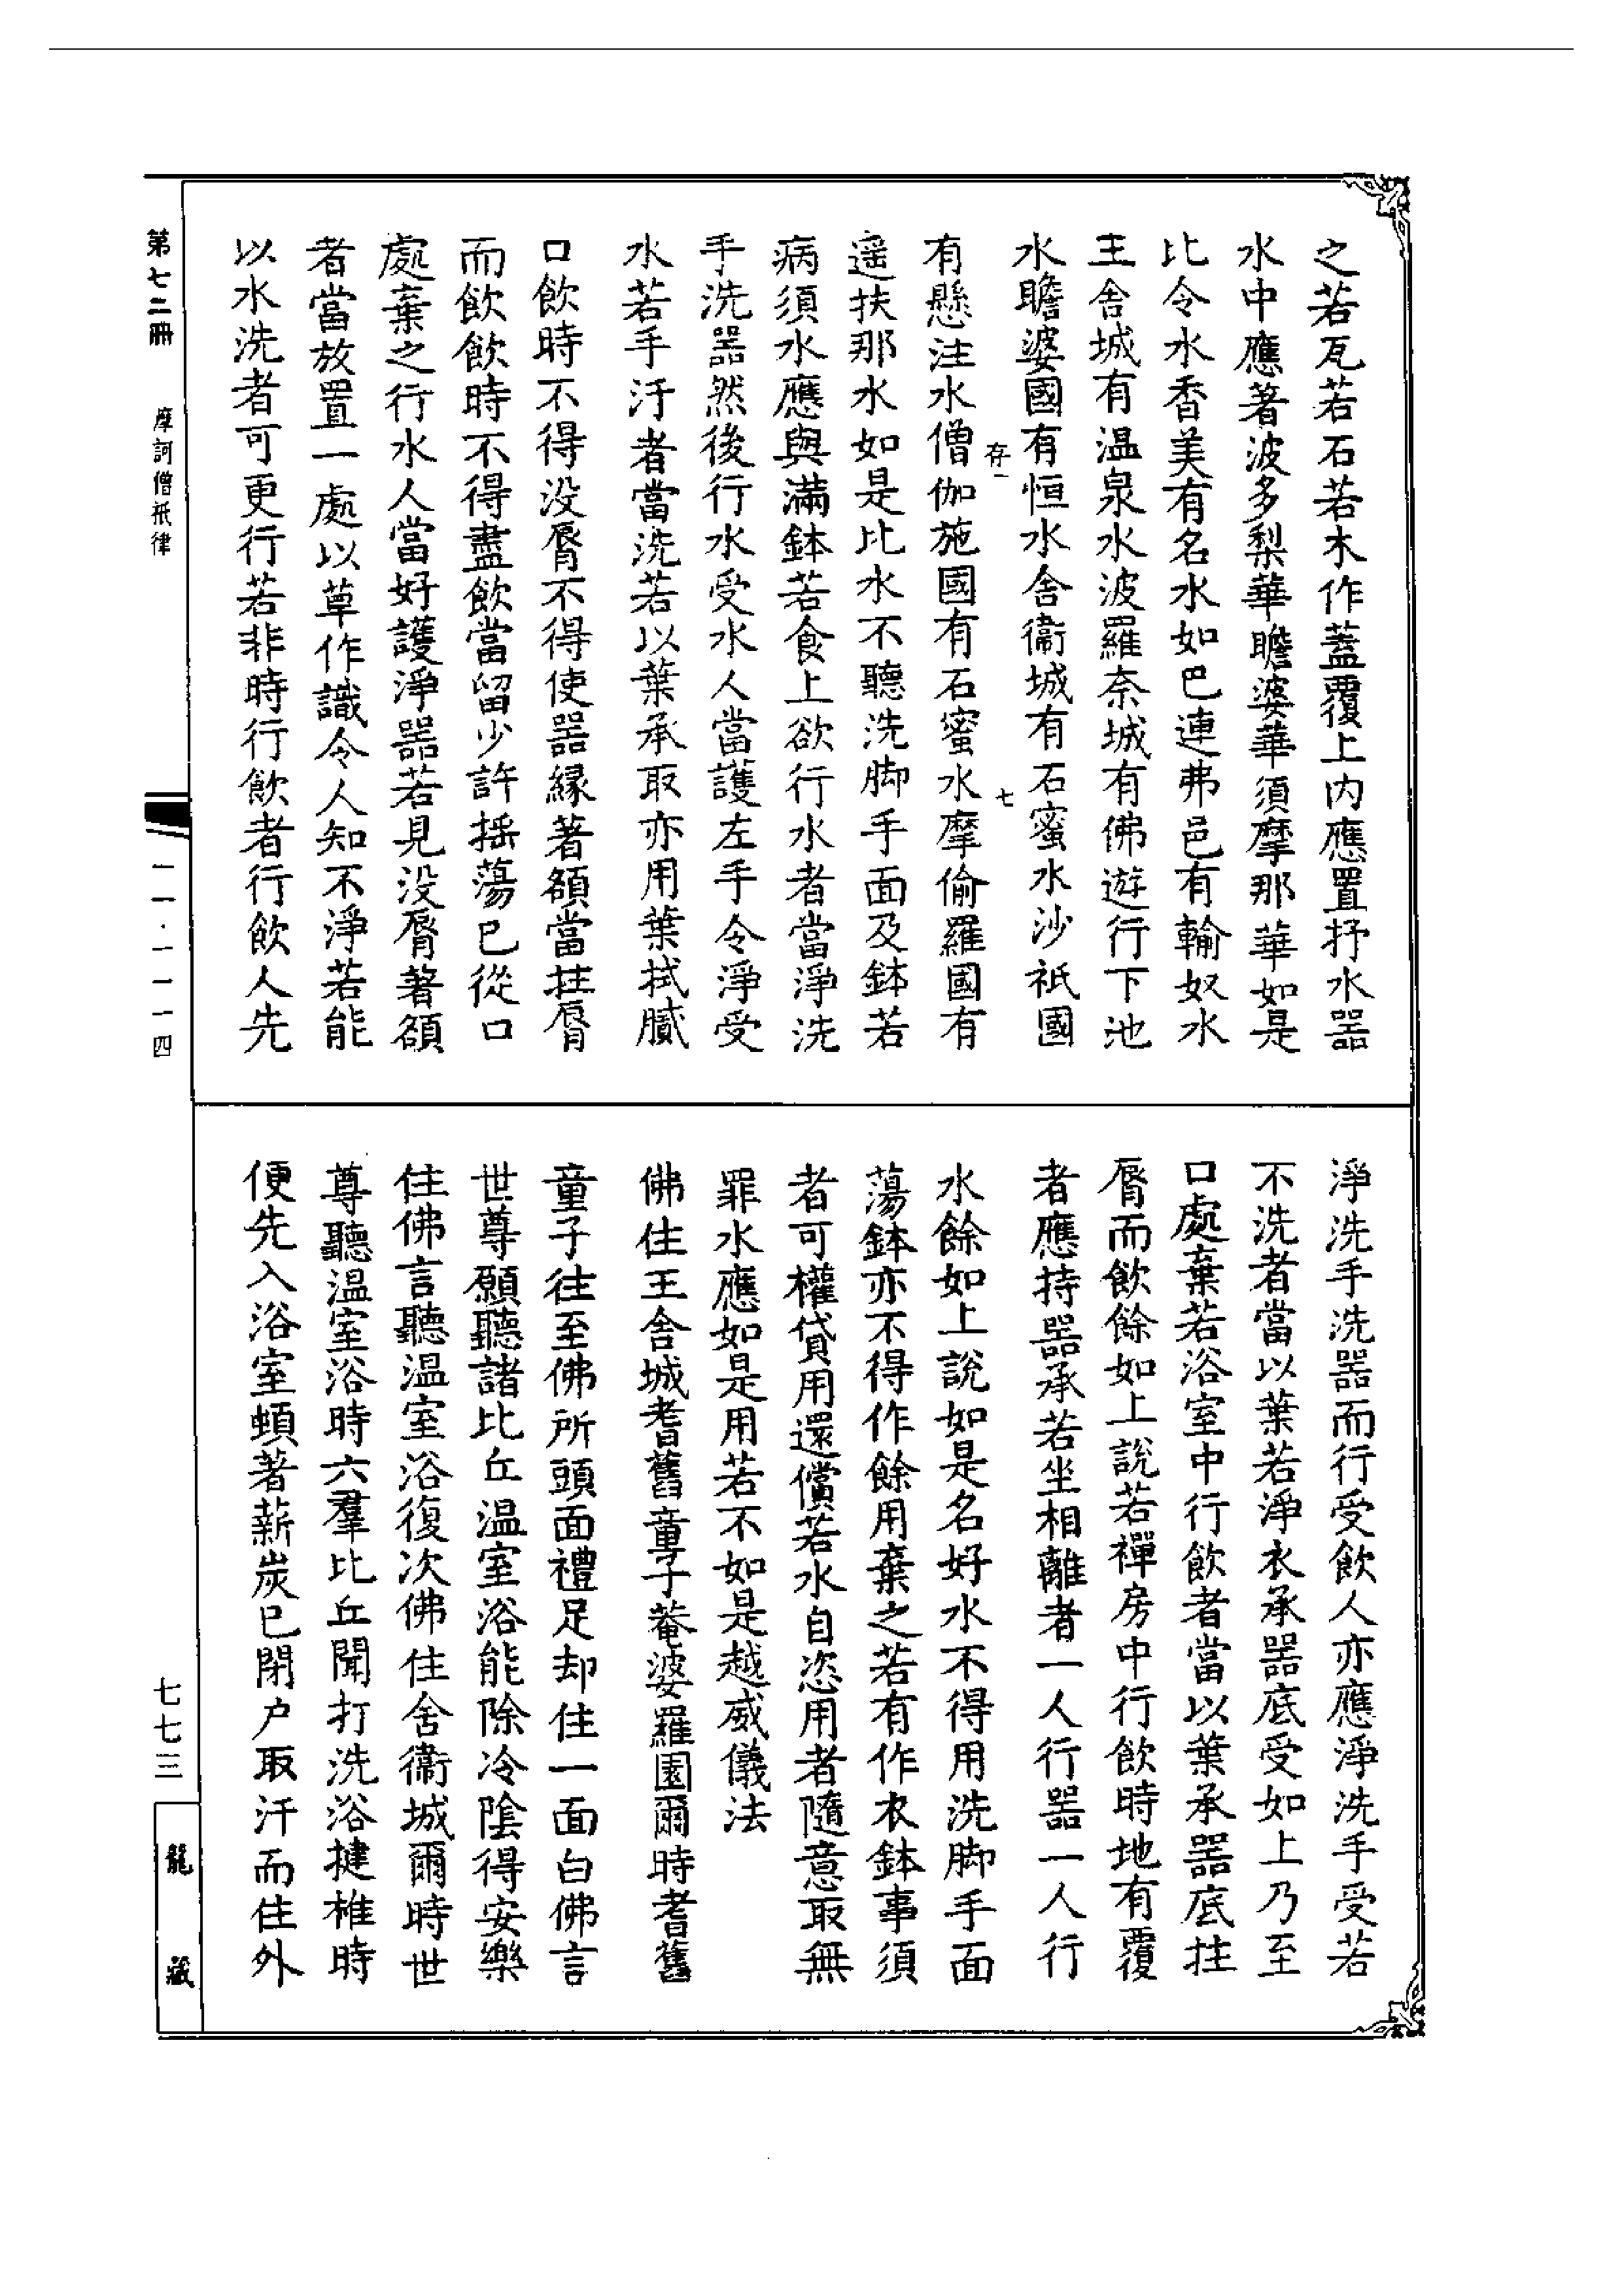 之若瓦若石若木作蓋覆上内應置抒水器
水中應著波多梨華瞻婆華須摩那華如是
比令水香美有名水如巴連弗邑有輸奴水
王舍城有温泉水波羅奈城有佛遊行下池
水瞻婆國有恒水舍衞城有石蜜水沙祇國
存一 七
有懸注水僧伽施國有石蜜水摩偷羅國有
遥扶那水如是比水不聽洗脚手面及鉢若
病須水應與滿鉢若食上欲行水者當淨洗
手洗器然後行水受水人當護左手令淨受
水若手汙者當洗若以葉承取亦用葉拭膩
口飲時不得没脣不得使器緣著額當拄脣
而飲飲時不得盡飲當留少許摇蕩已從口
處棄之行水人當好護淨器若見没脣著額
者當放置一處以草作識令人知不淨若能
以水洗者可更行若非時行飲者行飲人先
淨洗手洗器而行受飲人亦應淨洗手受若
不洗者當以葉若淨衣承器底受如上乃至
口處棄若浴室中行飲者當以葉承器底拄
脣而飲餘如上説若禪房中行飲時地有覆
者應持器承若坐相離者一人行器一人行
水餘如上説如是名好水不得用洗脚手面
蕩鉢亦不得作餘用棄之若有作衣鉢事須
者可權貸用還償若水自恣用者隨意取無
罪水應如是用若不如是越威儀法
佛住王舍城耆舊童子菴婆羅園爾時耆舊
童子往至佛所頭面禮足却住一面白佛言
世尊願聽諸比丘温室浴能除冷陰得安樂
住佛言聽温室浴復次佛住舍衞城爾時世
尊聽温室浴時六羣比丘聞打洗浴揵椎時
便先入浴室頓著薪炭已閉户取汗而住外
第七二冊 摩訶僧祇律
一一·一一一四
七七三
龍藏